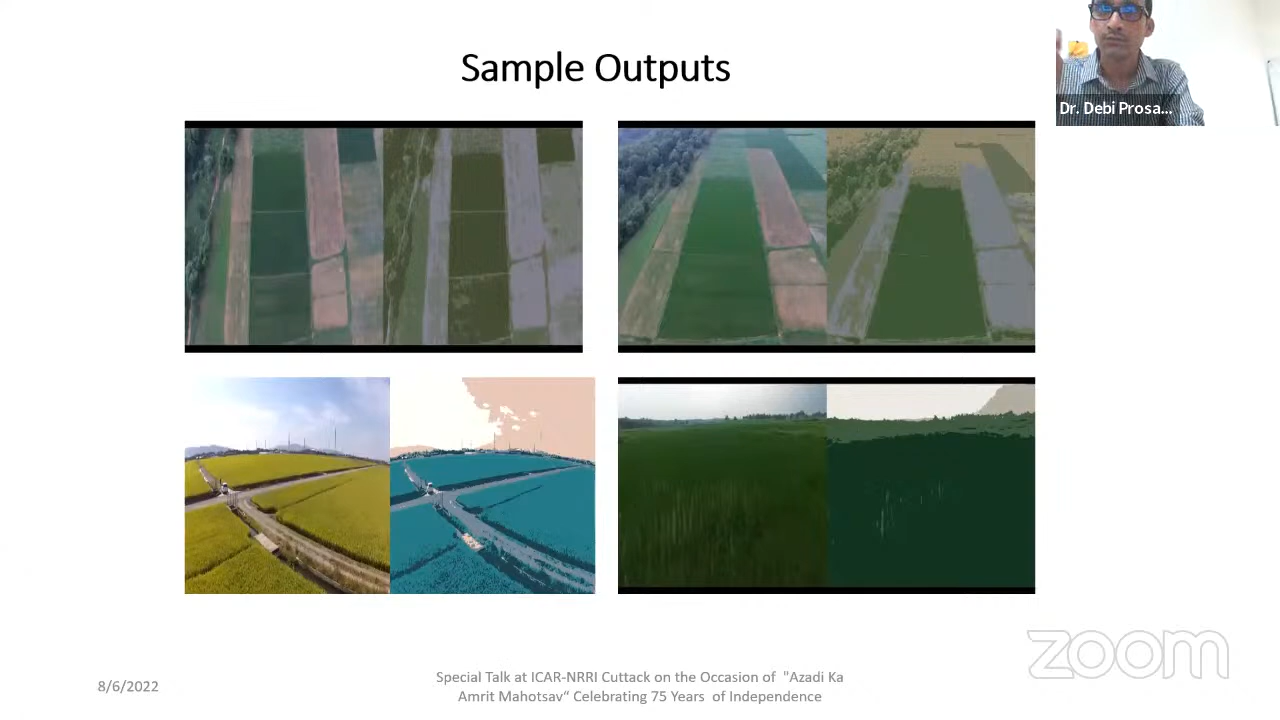 Sample Outputs
Dr. Debi Prosa...
zoom
8/6/2022
Special Talk at ICAR-NRRI Cuttack on the Occasion of "Azadi Ka
Amrit Mahotsav“ Celebrating 75 Years of Independence